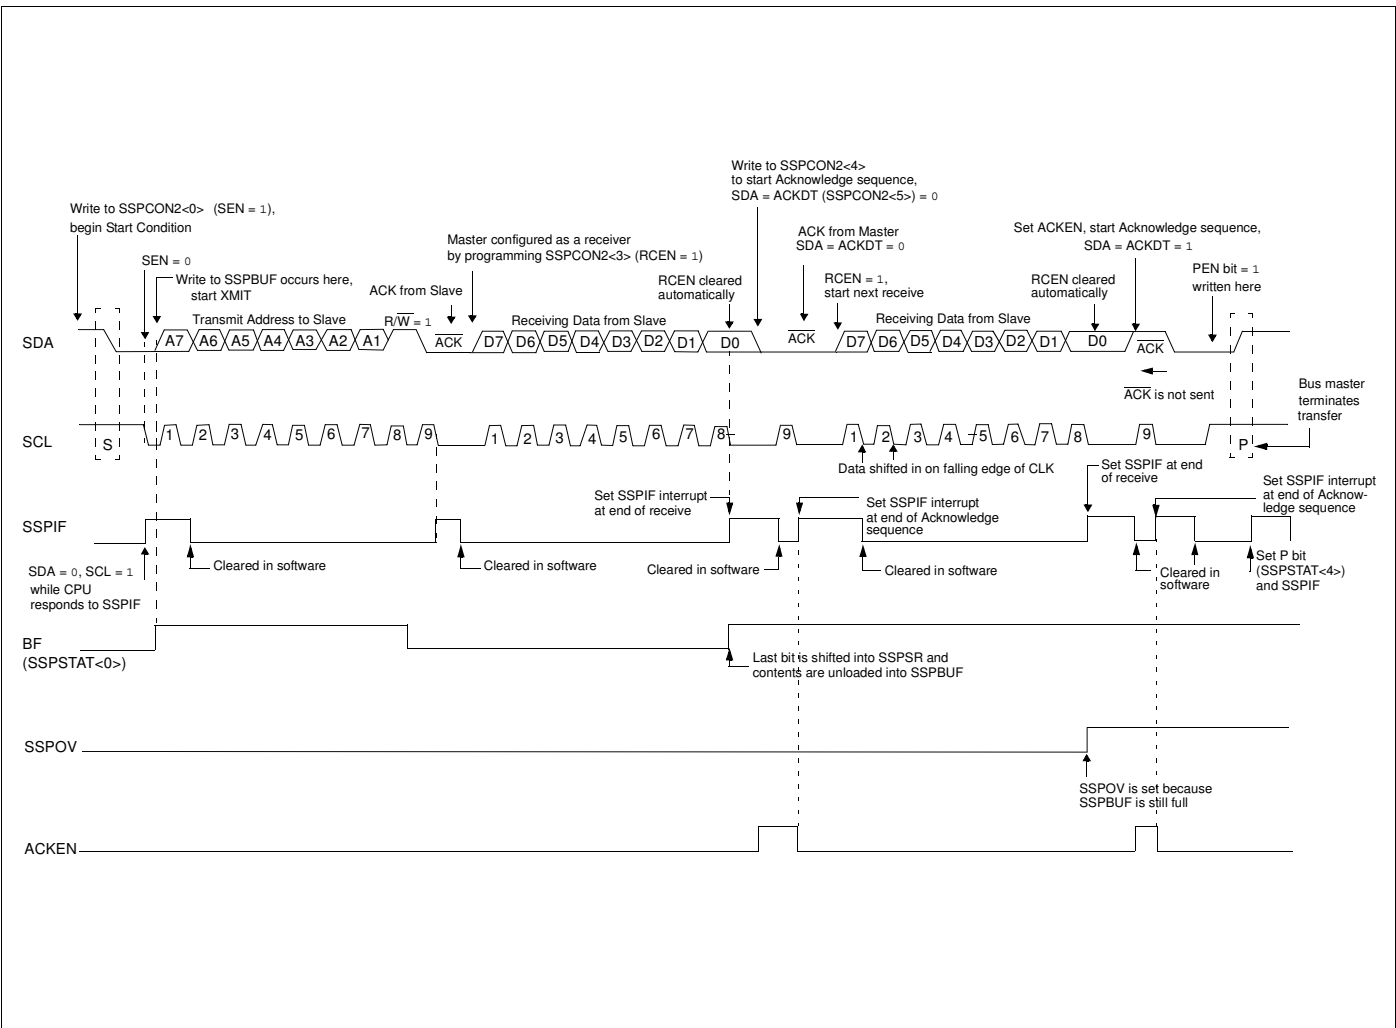 Write to SSPCON2<4>
to start Acknowledge sequence,
SDA = ACKDT (SSPCON2<5>) = 0
Write to SSPCON2<0> (SEN = 1),
begin Start Condition
ACK from Master
SDA = ACKDT = 0
Set ACKEN, start Acknowledge sequence,
SDA = ACKDT = 1
Master configured as a receiver
by programming SSPCON2<3> (RCEN = 1)
SEN = 0
Write to SSPBUF occurs here,
start XMIT
ACK from Slave
RCEN cleared
automatically
RCEN = 1,
start next receive
RCEN cleared
automatically
PEN bit = 1
written here
Transmit Address to Slave
R/W = 1
Receiving Data from Slave
Receiving Data from Slave
SDA
A7 A6 A5 A4 A3 A2 A1 ACK D7 D6 D5 D4 D3 D2 D1 D0 ACK D7 D6 D5 D4 D3 D2 D1 D0 ACK
ACK is not sent
Bus master
terminates
transfer
SCL
S 1 2 3 4 5 6 7 8 9 1 2 3 4 5 6 7 8 9 1 2 3 4 5 6 7 8 9 P
Data shifted in on falling edge of CLK
Set SSPIF at end
of receive
Set SSPIF interrupt
at end of receive
Set SSPIF interrupt
at end of Acknowledge
sequence
Set SSPIF interrupt
at end of Acknow-
ledge sequence
SSPIF
Cleared in software
Cleared in software
Cleared in software
Cleared in software
Cleared in
software
Set P bit
(SSPSTAT<4>)
and SSPIF
SDA = 0, SCL = 1
while CPU
responds to SSPIF
BF
(SSPSTAT<0>)
Last bit is shifted into SSPSR and
contents are unloaded into SSPBUF
SSPOV
SSPOV is set because
SSPBUF is still full
ACKEN